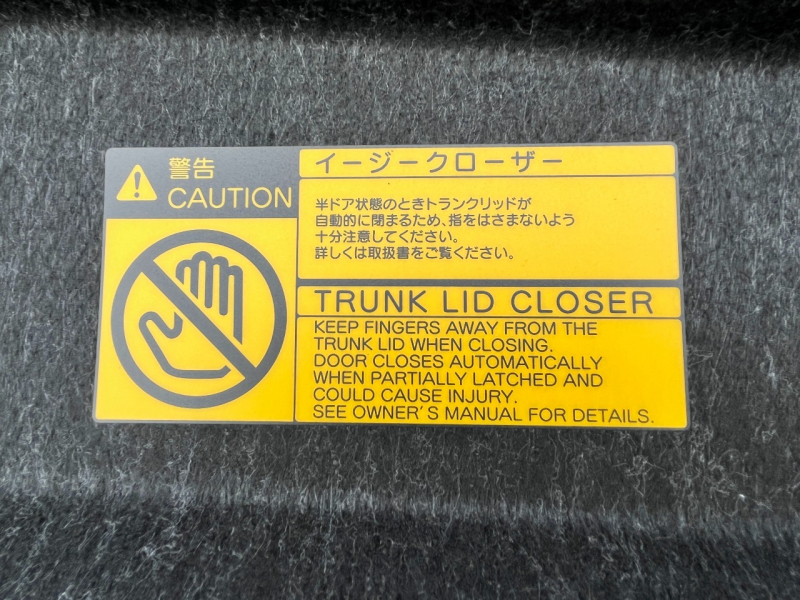 警告
CAUTION
イージークローザー
半ドア状態のときトランクリッドが
自動的に閉まるため、指をはさまないよう
十分注意してください。
詳しくは取扱書をご覧ください。
TRUNK LID CLOSER
KEEP FINGERS AWAY FROM THE
TRUNK LID WHEN CLOSING.
DOOR CLOSES AUTOMATICALLY
WHEN PARTIALLY LATCHED AND
COULD CAUSE INJURY.
SEE OWNER'S MANUAL FOR DETAILS.